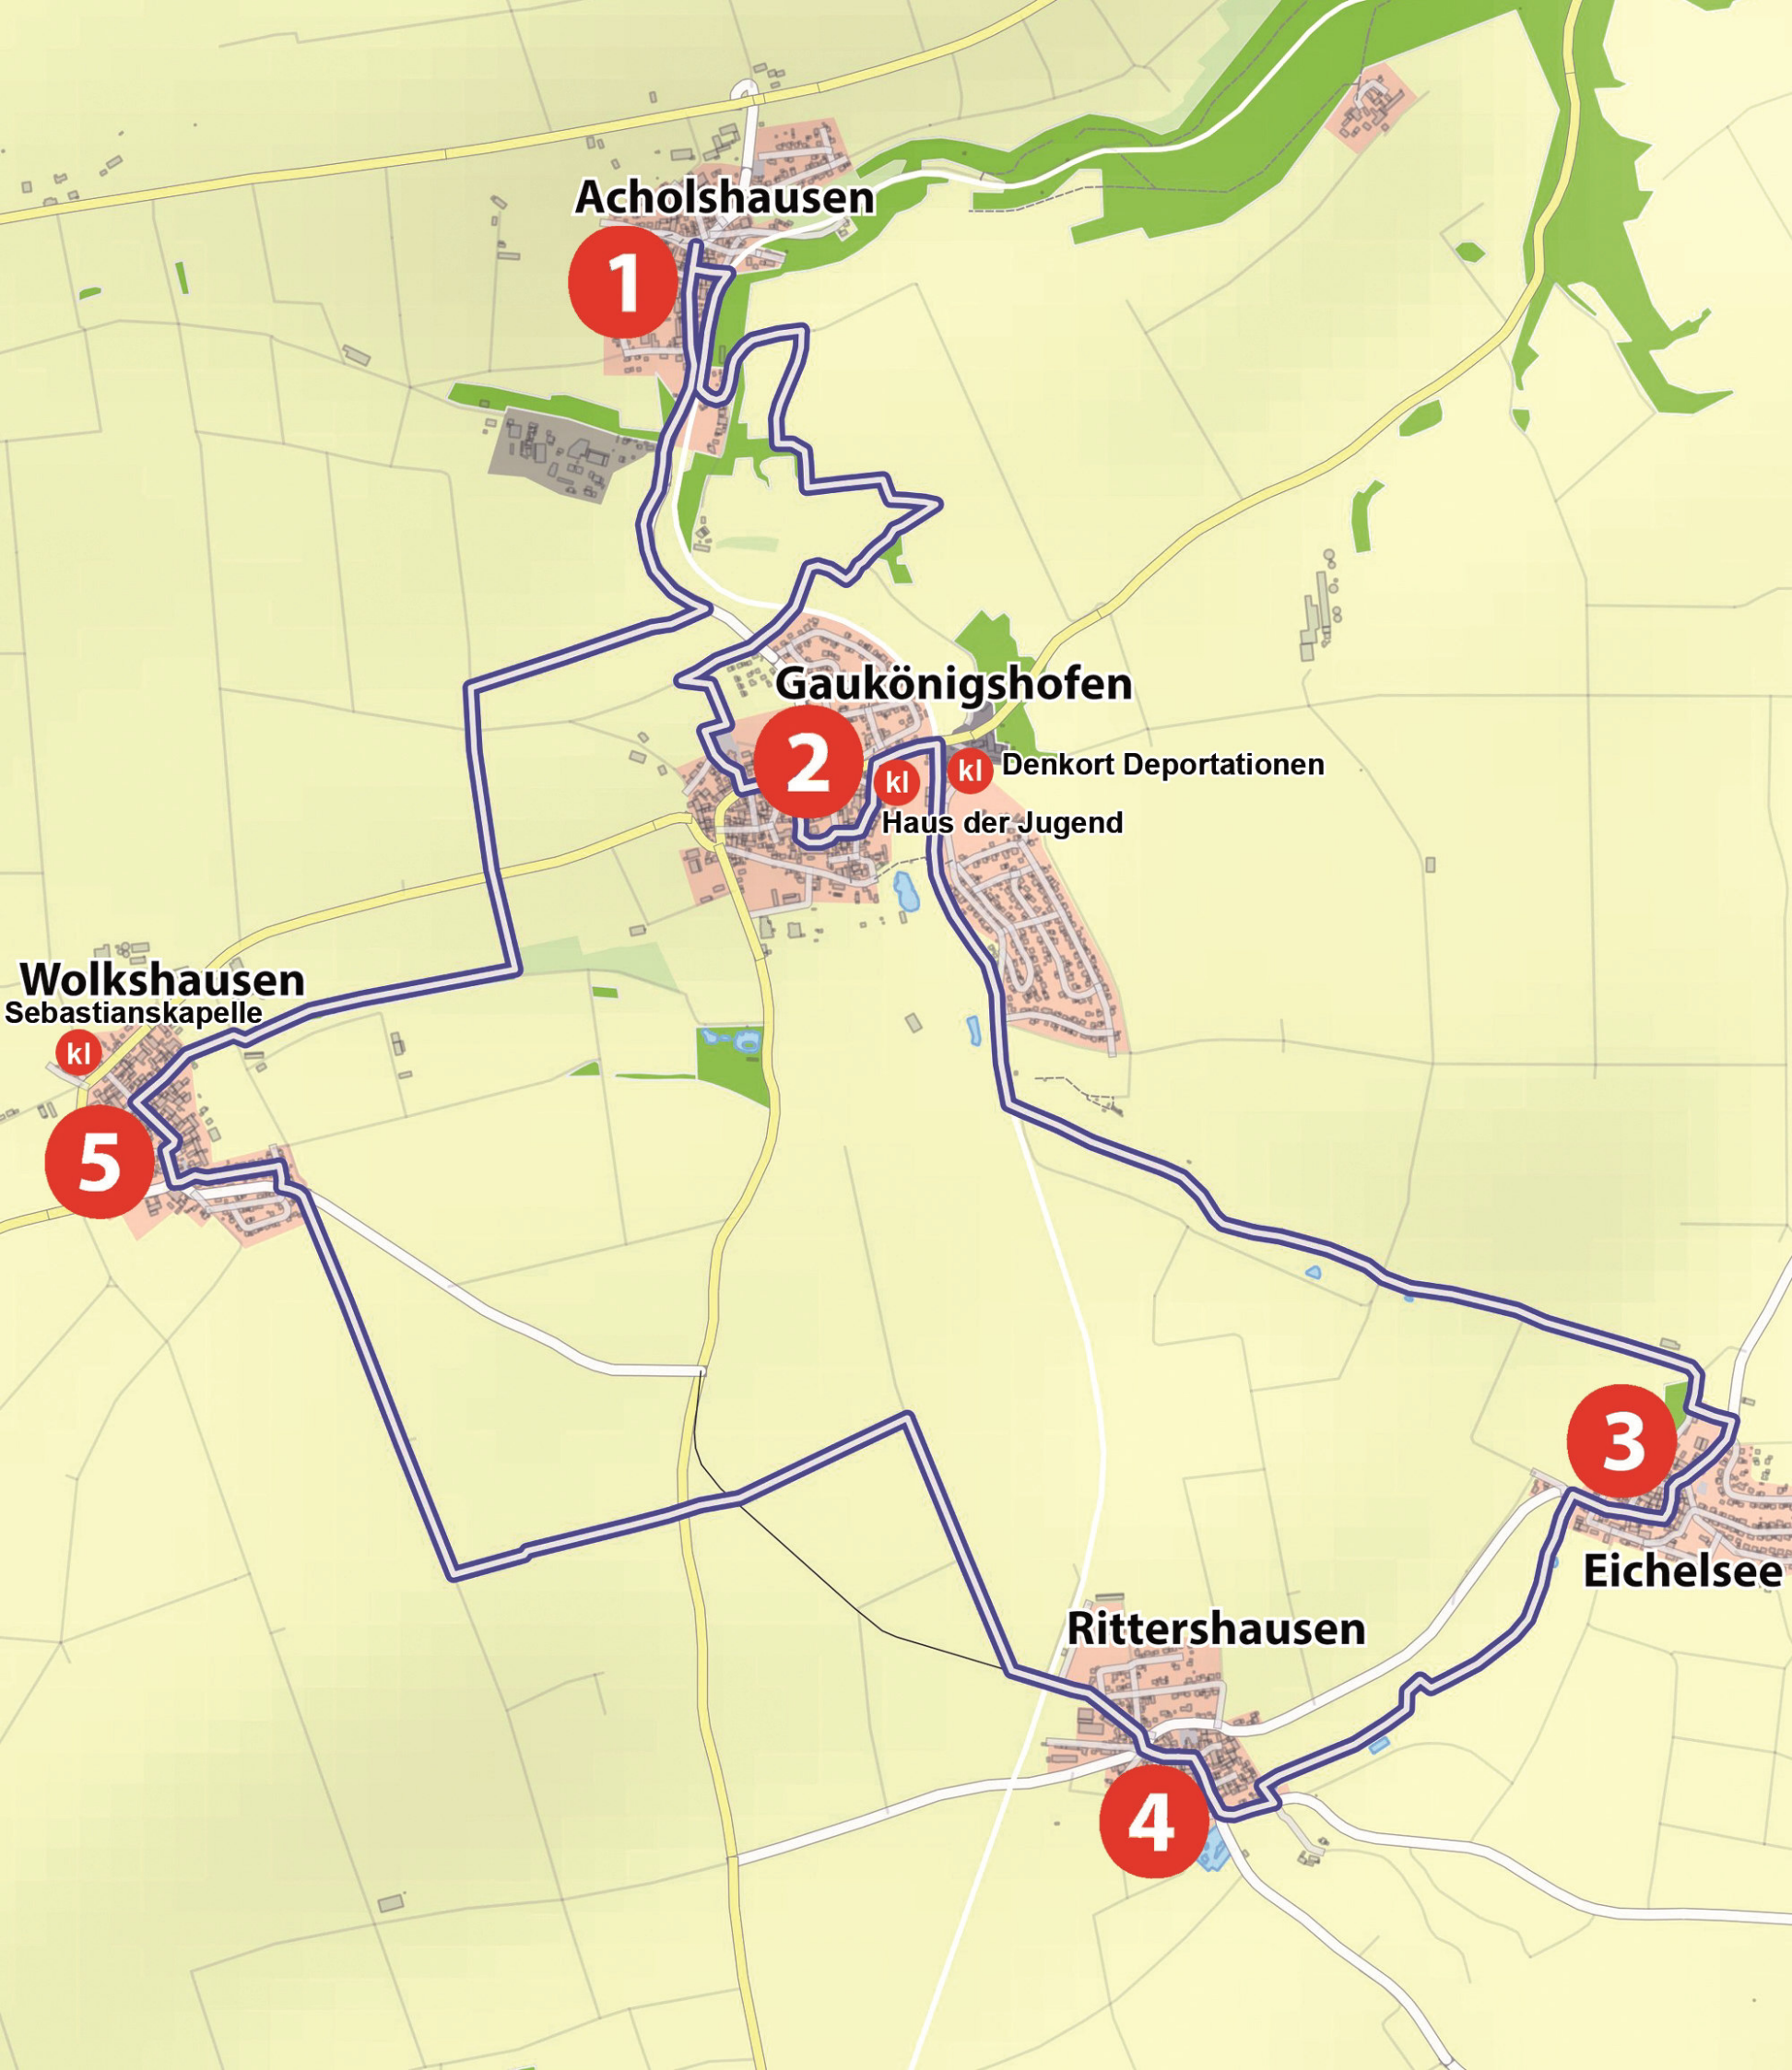 Acholshausen
1
Gaukönigshofen
2
kl
kl
Denkort Deportationen
Haus der Jugend
Wolkshausen
Sebastianskapelle
kl
5
3
Eichelsee
Rittershausen
4